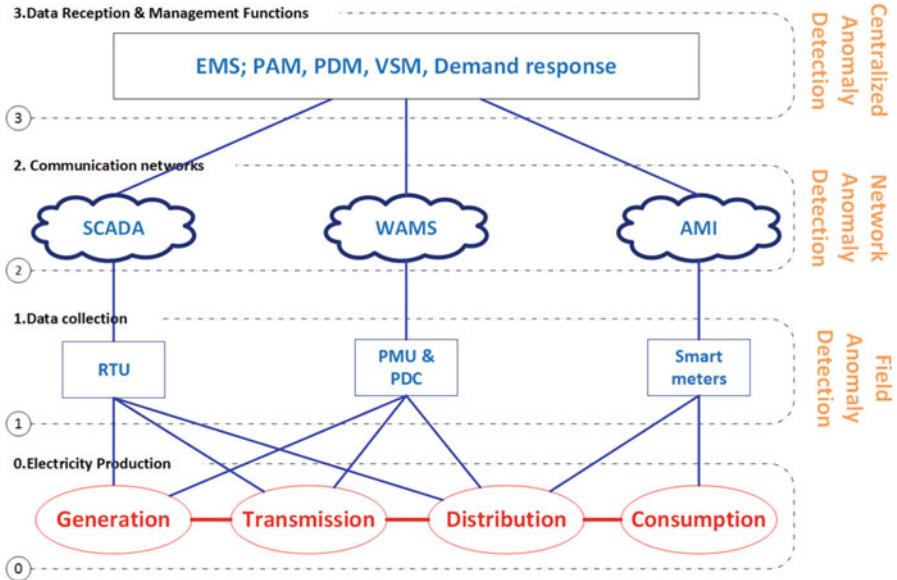 3.Data Reception & Management Functions
EMS; PAM, PDM, VSM, Demand response
Centralized
Anomaly
Detection
3
2. Communication networks
SCADA
WAMS
AMI
Network
Anomaly
Detection
2
1.Data collection
RTU
PMU &
PDC
Smart
meters
Field
Anomaly
Detection
1
0.Electricity Production
Generation
Transmission
Distribution
Consumption
0